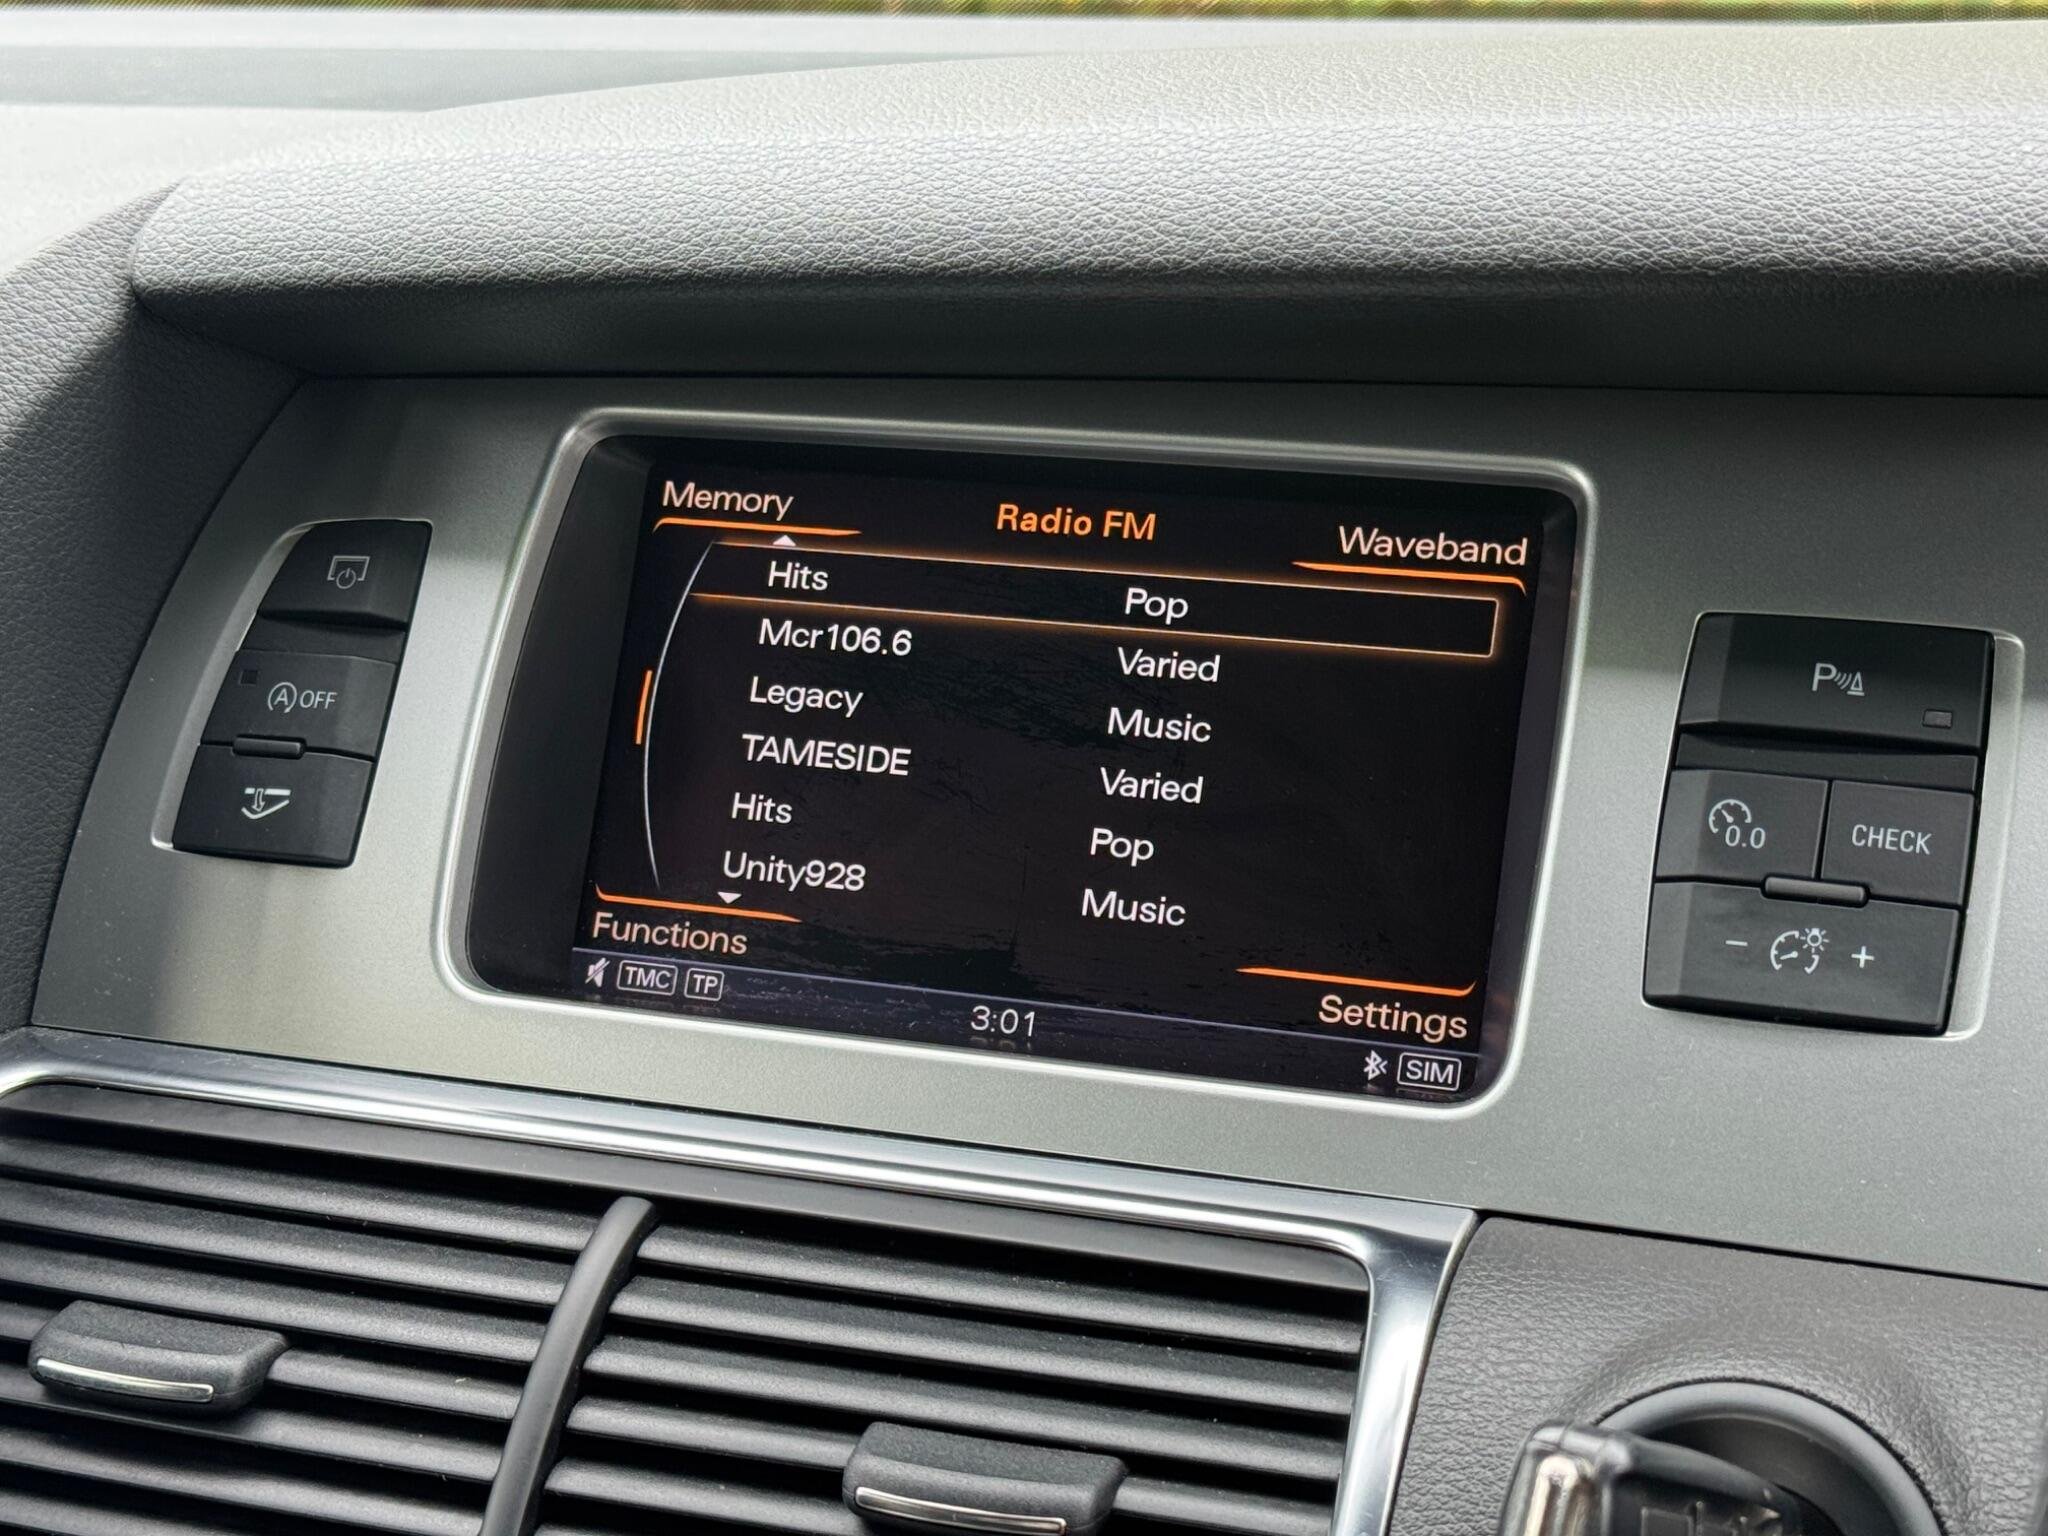 Memory
Radio FM
Waveband
Hits Pop
Mcr106.6 Varied
Legacy Music
TAMESIDE Varied
Hits Pop
Unity928 Music
Functions
Settings
TMC TP
3:01
SIM
A OFF
P
0.0
CHECK
- +